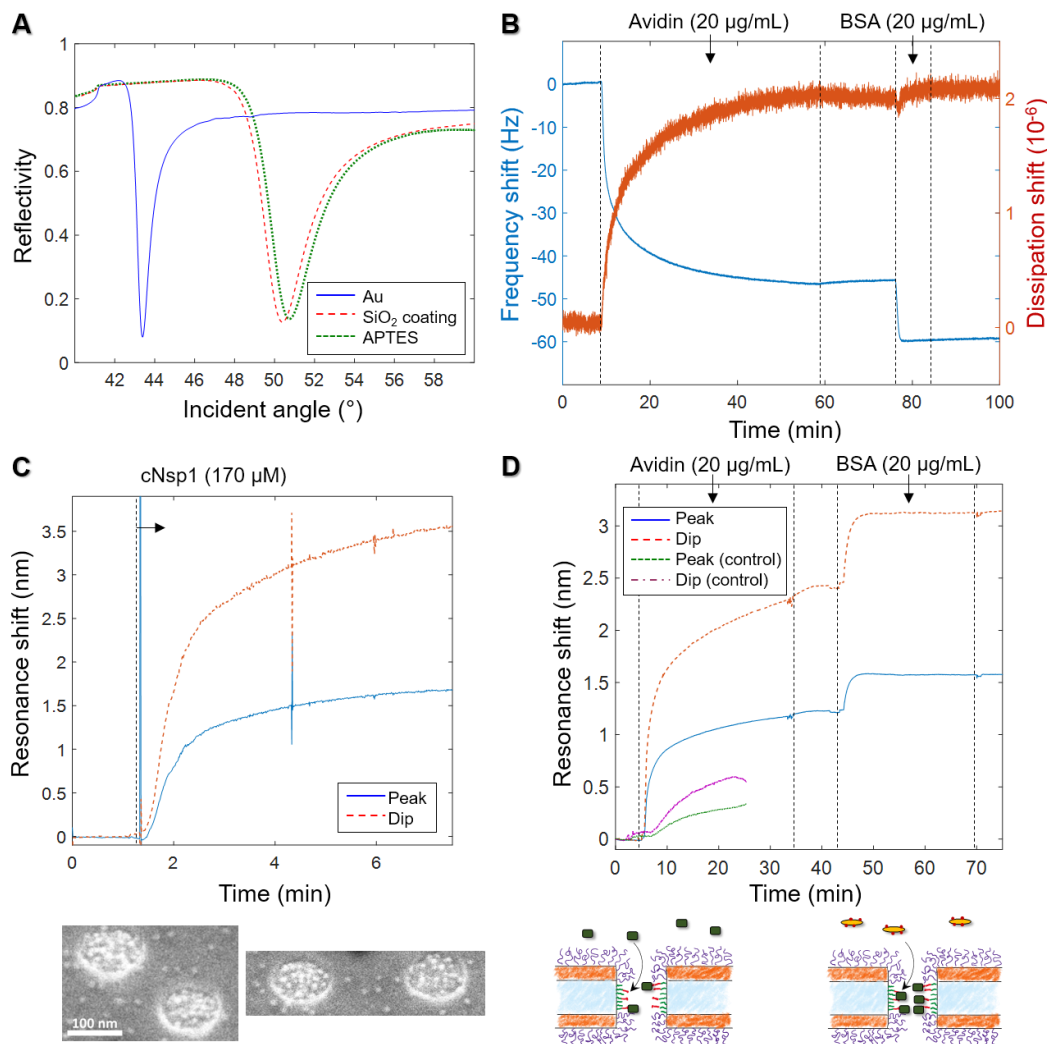 A
Reflectivity
1
0.8
0.6
0.4
0.2
0
42 44 46 48 50 52 54 56 58
Incident angle (°)
Au
SiO₂ coating
APTES
B
Avidin (20 µg/mL) BSA (20 µg/mL)
Frequency shift (Hz)
0
-10
-20
-30
-40
-50
-60
Dissipation shift (10⁻⁶)
2
1
0
0 20 40 60 80 100
Time (min)
C
cNsp1 (170 µM)
Resonance shift (nm)
3.5
3
2.5
2
1.5
1
0.5
0
0 2 4 6
Time (min)
Peak
Dip
100 nm
D
Avidin (20 µg/mL) BSA (20 µg/mL)
Resonance shift (nm)
3
2.5
2
1.5
1
0.5
0
Peak
Dip
Peak (control)
Dip (control)
0 10 20 30 40 50 60 70
Time (min)